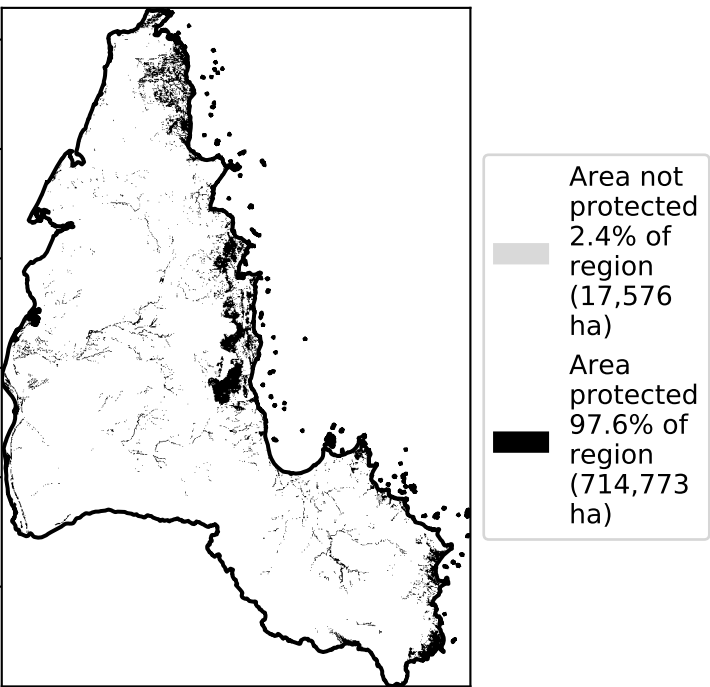 Area not
protected
2.4% of
region
(17,576
ha)
Area
protected
97.6% of
region
(714,773
ha)